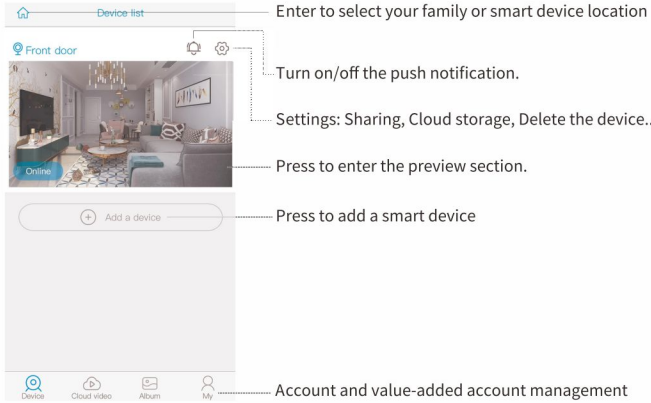 Device list
Enter to select your family or smart device location
Front door
Turn on/off the push notification.
Settings: Sharing, Cloud storage, Delete the device..
Press to enter the preview section.
Online
Add a device
Press to add a smart device
Device
Cloud video
Album
My
Account and value-added account management